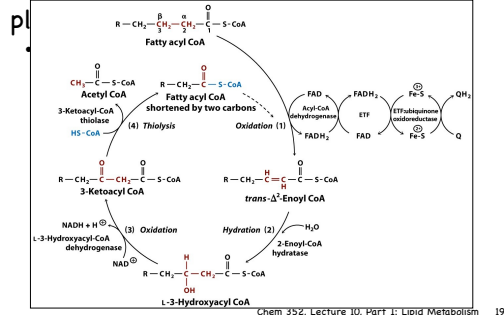 pl
β α O
R—CH₂—CH₂—CH₂—C—S-CoA
3 2 1
Fatty acyl CoA
O
CH₃—C—S-CoA
Acetyl CoA
O
R—CH₂—C—S-CoA
Fatty acyl CoA
shortened by two carbons
3-Ketoacyl-CoA
thiolase
HS-CoA
(4) Thiolysis
Oxidation (1)
FAD
Acyl-CoA
dehydrogenase
FADH₂
FADH₂
ETF
FAD
3+
Fe-S
ETF:ubiquinone
oxidoreductase
2+
Fe-S
QH₂
Q
O O
R—CH₂—C—CH₂—C—S-CoA
3-Ketoacyl CoA
H O
R—CH₂—C=C—C—S-CoA
H
trans-Δ²-Enoyl CoA
NADH + H⊕
L-3-Hydroxyacyl-CoA
dehydrogenase
NAD⊕
(3) Oxidation
Hydration (2)
H₂O
2-Enoyl-CoA
hydratase
H O
R—CH₂—C—CH₂—C—S-CoA
OH
L-3-Hydroxyacyl CoA
Chem 352, Lecture 10, Part 1: Lipid Metabolism 19